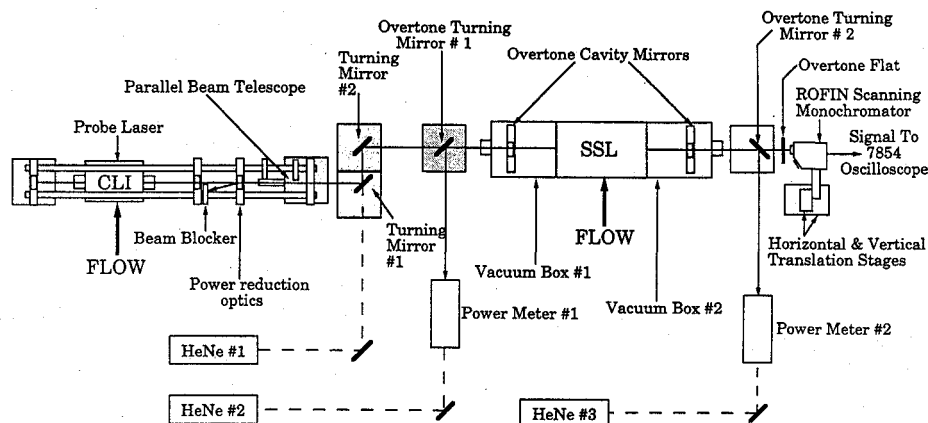 Overtone Turning
Mirror # 1
Overtone Turning
Mirror # 2
Turning
Mirror
#2
Overtone Cavity Mirrors
Overtone Flat
Parallel Beam Telescope
ROFIN Scanning
Monochromator
Probe Laser
Signal To
7854
Oscilloscope
CLI
SSL
Beam Blocker
Turning
Mirror
#1
FLOW
FLOW
Horizontal & Vertical
Translation Stages
Power reduction
optics
Vacuum Box #1
Vacuum Box #2
Power Meter #1
Power Meter #2
HeNe #1
HeNe #2
HeNe #3